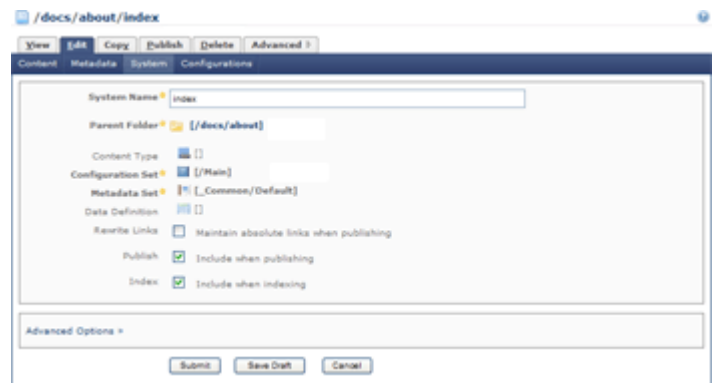 /docs/about/index
View Edit Copy Publish Delete Advanced
Content Metadata System Configurations
System Name* index
Parent Folder* [/docs/about]
Content Type []
Configuration Set* [/Main]
Metadata Set* [_Common/Default]
Data Definition []
Rewrite Links Maintain absolute links when publishing
Publish Include when publishing
Index Include when indexing
Advanced Options »
Submit Save Draft Cancel